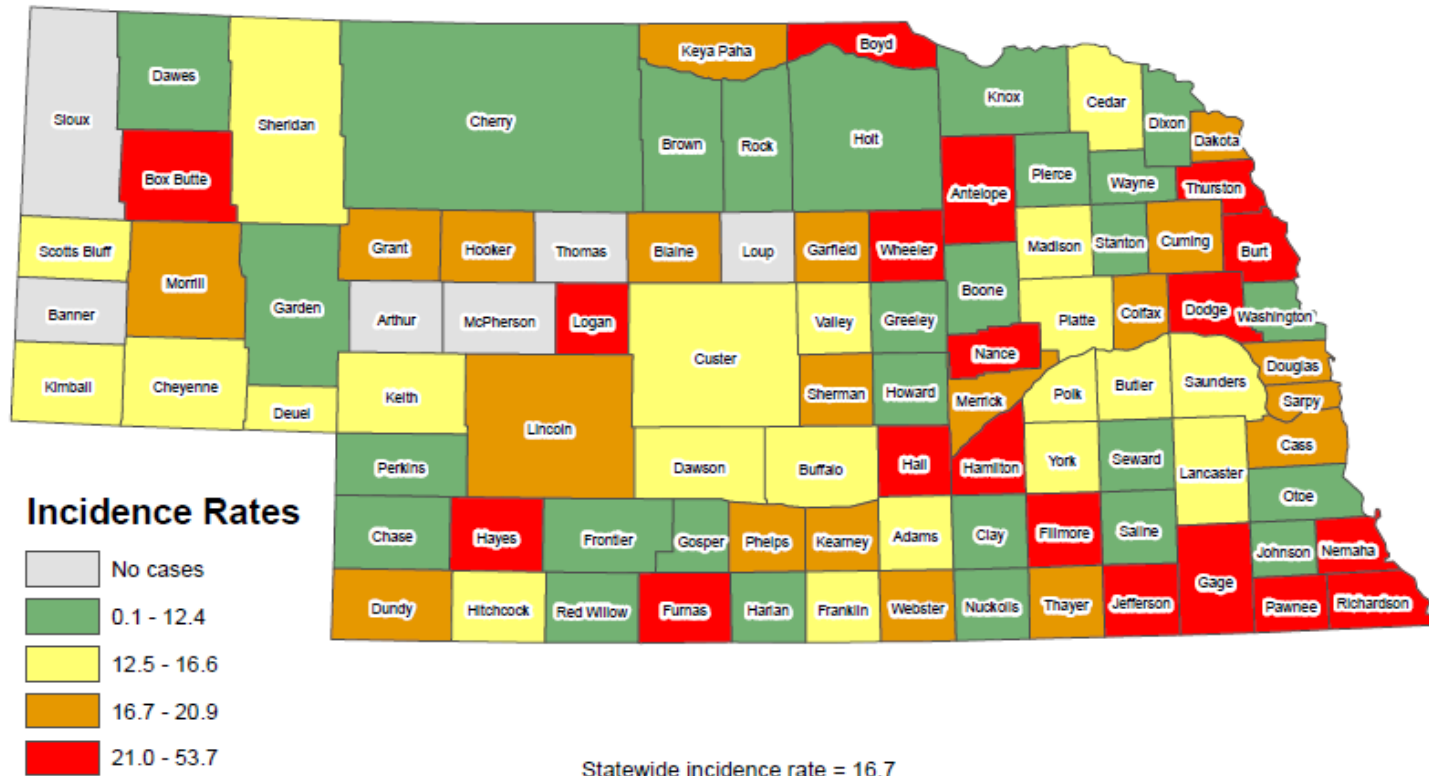 Keya Paha
Boyd
Dawes
Sioux
Sheridan
Cherry
Brown
Rock
Holt
Knox
Cedar
Dixon
Dakota
Box Butte
Antelope
Pierce
Wayne
Thurston
Scotts Bluff
Morrill
Garden
Grant
Hooker
Thomas
Blaine
Loup
Garfield
Wheeler
Madison
Stanton
Cuming
Burt
Banner
Arthur
McPherson
Logan
Custer
Valley
Greeley
Boone
Platte
Colfax
Dodge
Washington
Kimball
Cheyenne
Deuel
Keith
Lincoln
Sherman
Howard
Nance
Merrick
Polk
Butler
Saunders
Douglas
Sarpy
Perkins
Dawson
Buffalo
Hall
Hamilton
York
Seward
Lancaster
Cass
Otoe
Chase
Hayes
Frontier
Gosper
Phelps
Kearney
Adams
Clay
Fillmore
Saline
Johnson
Nemaha
Dundy
Hitchcock
Red Willow
Furnas
Harlan
Franklin
Webster
Nuckolls
Thayer
Jefferson
Gage
Pawnee
Richardson
Incidence Rates
No cases
0.1 - 12.4
12.5 - 16.6
16.7 - 20.9
21.0 - 53.7
Statewide incidence rate = 16.7